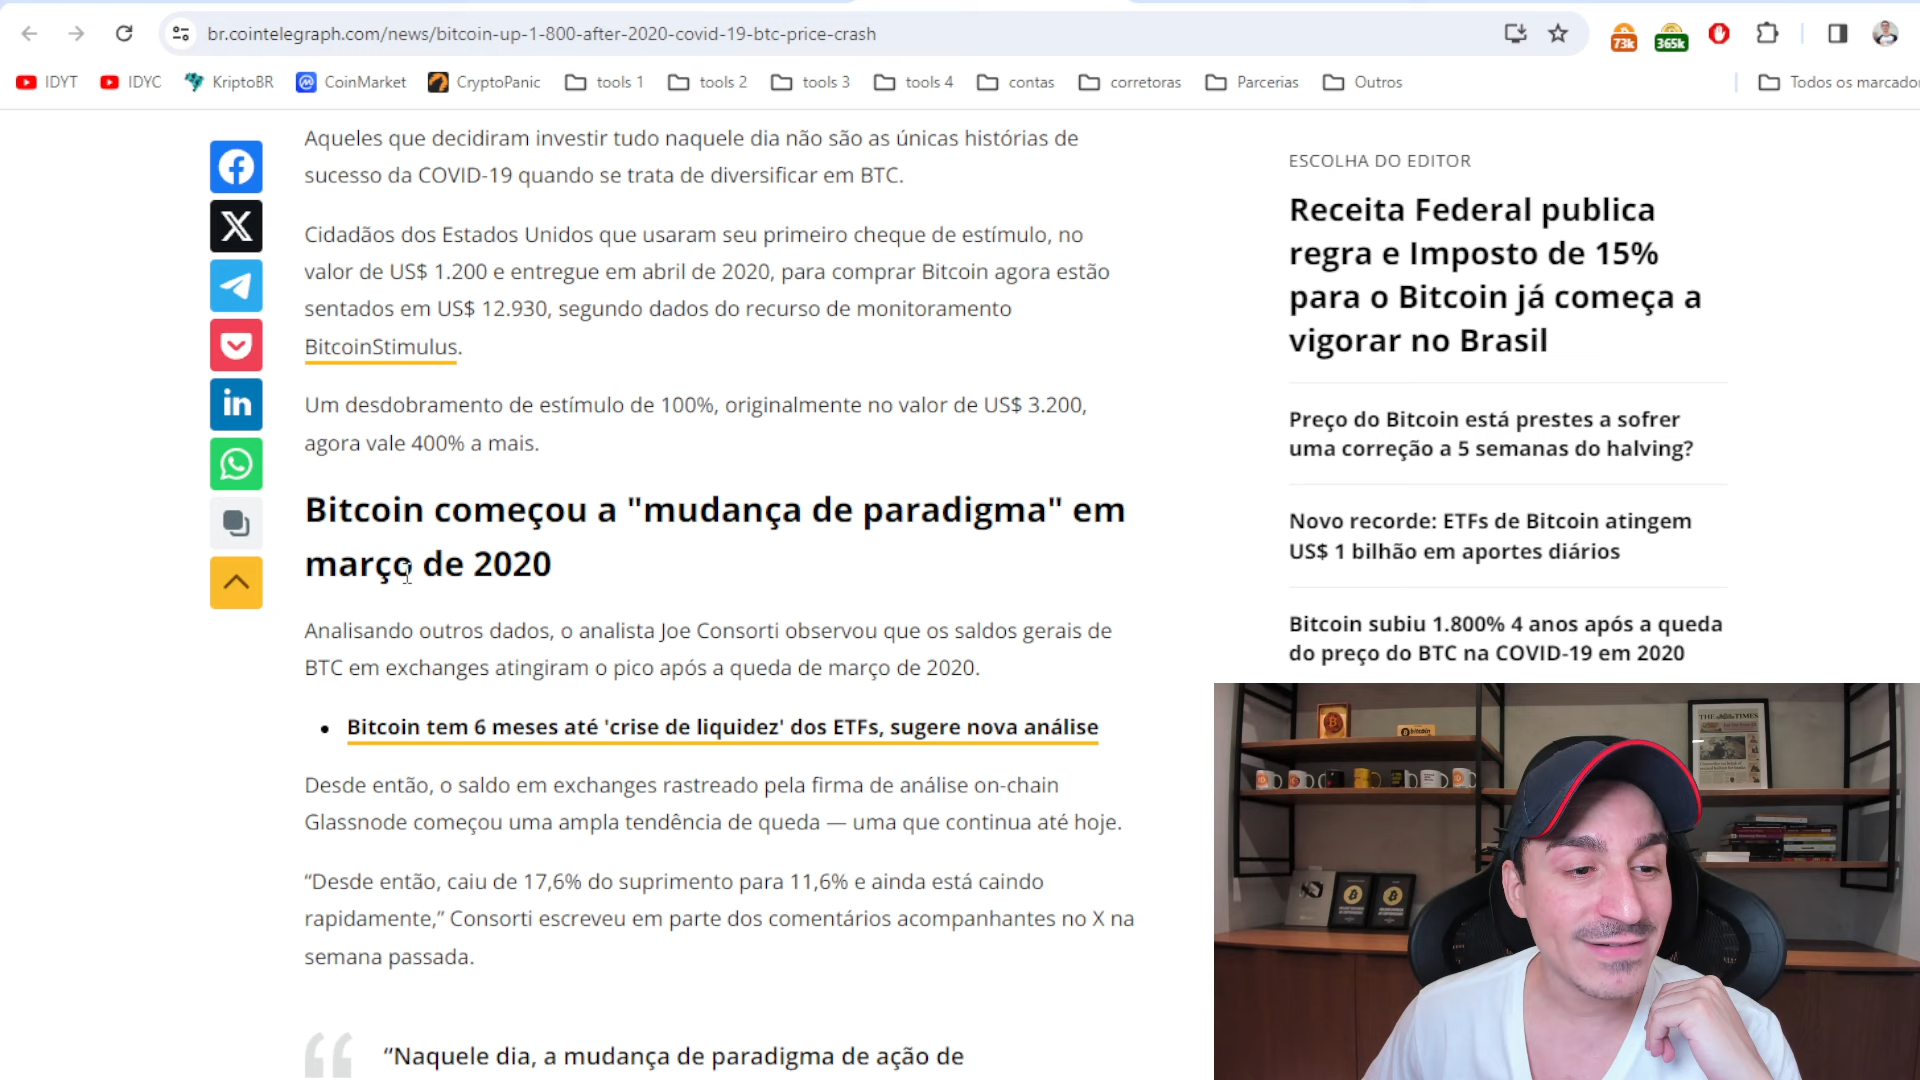 br.cointelegraph.com/news/bitcoin-up-1-800-after-2020-covid-19-btc-price-crash
73k
365k
IDYT
IDYC
KriptoBR
CoinMarket
CryptoPanic
tools 1
tools 2
tools 3
tools 4
contas
corretoras
Parcerias
Outros
Todos os marcador
Aqueles que decidiram investir tudo naquele dia não são as únicas histórias de
sucesso da COVID-19 quando se trata de diversificar em BTC.
Cidadãos dos Estados Unidos que usaram seu primeiro cheque de estímulo, no
valor de US$ 1.200 e entregue em abril de 2020, para comprar Bitcoin agora estão
sentados em US$ 12.930, segundo dados do recurso de monitoramento
BitcoinStimulus.
Um desdobramento de estímulo de 100%, originalmente no valor de US$ 3.200,
agora vale 400% a mais.
Bitcoin começou a "mudança de paradigma" em
março de 2020
Analisando outros dados, o analista Joe Consorti observou que os saldos gerais de
BTC em exchanges atingiram o pico após a queda de março de 2020.
• Bitcoin tem 6 meses até 'crise de liquidez' dos ETFs, sugere nova análise
Desde então, o saldo em exchanges rastreado pela firma de análise on-chain
Glassnode começou uma ampla tendência de queda — uma que continua até hoje.
“Desde então, caiu de 17,6% do suprimento para 11,6% e ainda está caindo
rapidamente,” Consorti escreveu em parte dos comentários acompanhantes no X na
semana passada.
“Naquele dia, a mudança de paradigma de ação de
ESCOLHA DO EDITOR
Receita Federal publica
regra e Imposto de 15%
para o Bitcoin já começa a
vigorar no Brasil
Preço do Bitcoin está prestes a sofrer
uma correção a 5 semanas do halving?
Novo recorde: ETFs de Bitcoin atingem
US$ 1 bilhão em aportes diários
Bitcoin subiu 1.800% 4 anos após a queda
do preço do BTC na COVID-19 em 2020
bitcoin
THE TIMES